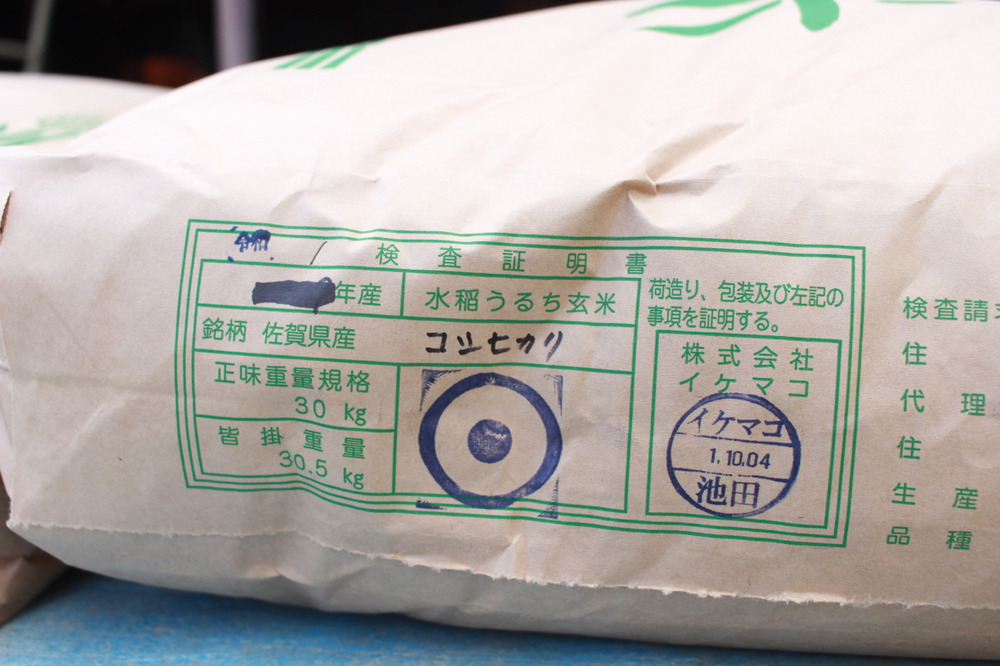 令和
検査証明書
年産
水稲うるち玄米
銘柄 佐賀県産
コシヒカリ
正味重量規格
30 kg
皆掛重量
30.5 kg
荷造り、包装及び左記の
事項を証明する。
株式会社
イケマコ
イケマコ
1.10.04
池田
検査請
住
代理
住
生産
品種